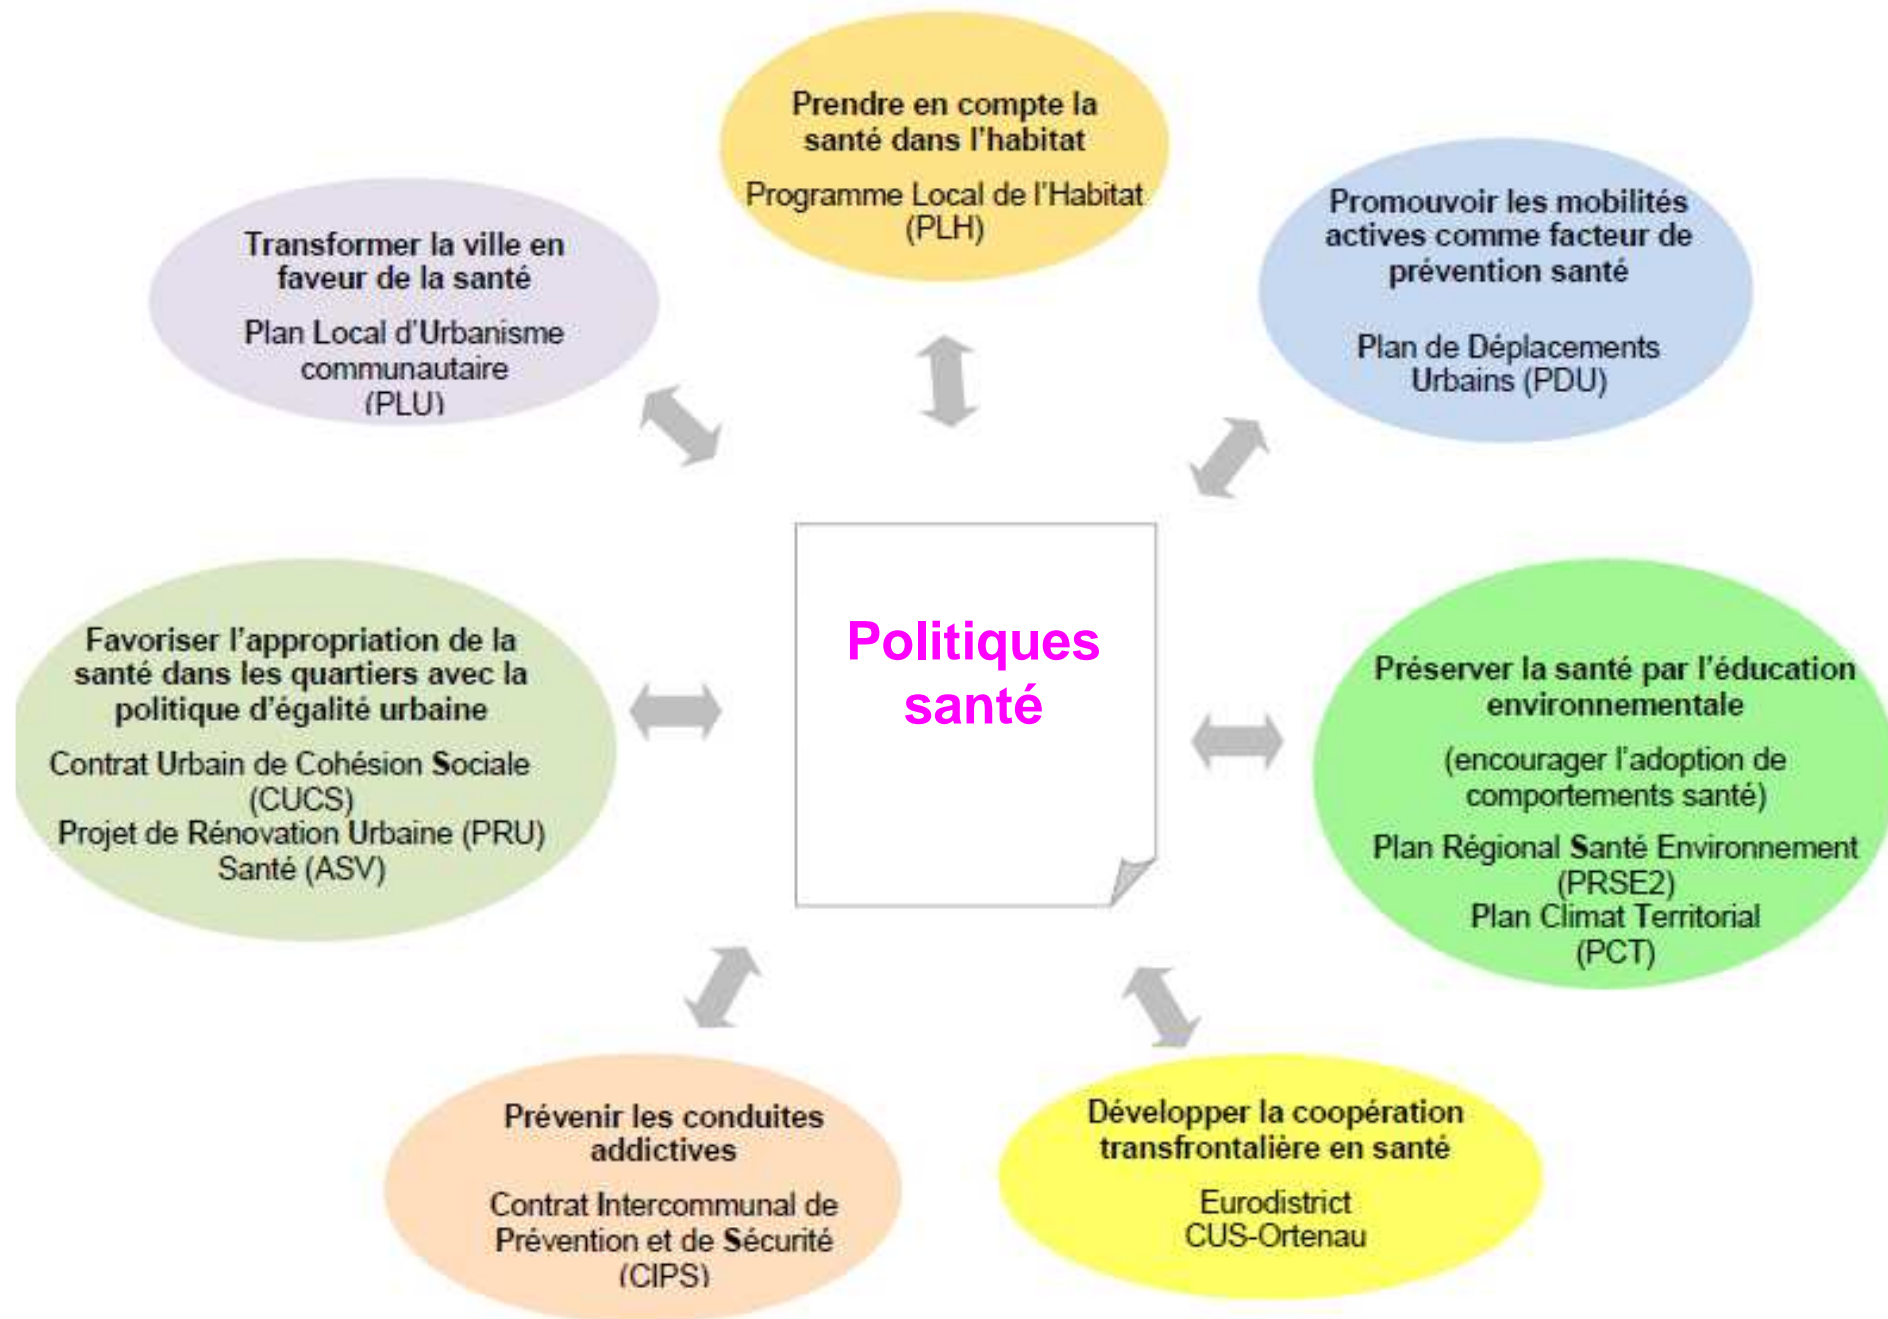 Prendre en compte la
santé dans l'habitat
Programme Local de l'Habitat
(PLH)
Promouvoir les mobilités
actives comme facteur de
prévention santé
Plan de Déplacements
Urbains (PDU)
Transformer la ville en
faveur de la santé
Plan Local d'Urbanisme
communautaire
(PLU)
Politiques
santé
Favoriser l'appropriation de la
santé dans les quartiers avec la
politique d'égalité urbaine
Contrat Urbain de Cohésion Sociale
(CUCS)
Projet de Rénovation Urbaine (PRU)
Santé (ASV)
Préserver la santé par l'éducation
environnementale
(encourager l'adoption de
comportements santé)
Plan Régional Santé Environnement
(PRSE2)
Plan Climat Territorial
(PCT)
Prévenir les conduites
addictives
Contrat Intercommunal de
Prévention et de Sécurité
(CIPS)
Développer la coopération
transfrontalière en santé
Eurodistrict
CUS-Ortenau